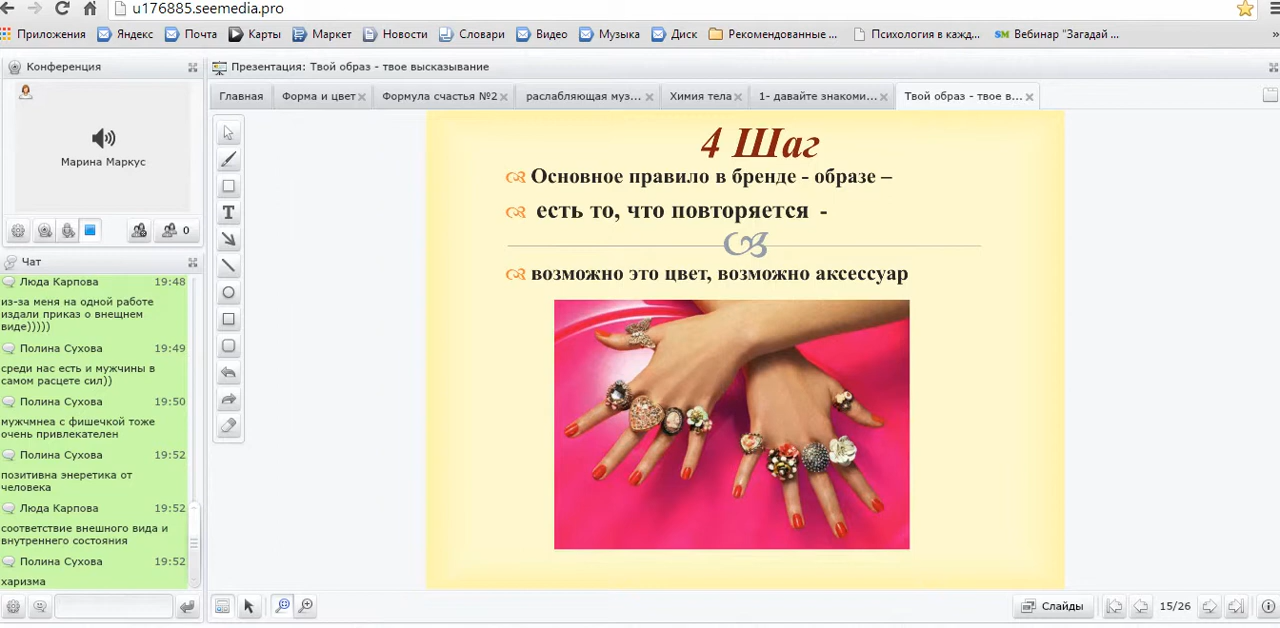 u176885.seemedia.pro
Приложения Яндекс Почта Карты Маркет Новости Словари Видео Музыка Диск Рекомендованные ... Психология в кажд... SM Вебинар "Загадай ... »
Конференция
Презентация: Твой образ - твое высказывание
Главная Форма и цвет Формула счастья №2 раслабляющая муз... Химия тела 1- давайте знакоми... Твой образ - твое в...
Марина Маркус
0
Чат
Люда Карпова 19:48
из-за меня на одной работе
издали приказ о внещнем
виде)))))
Полина Сухова 19:49
среди нас есть и мужчины в
самом расцете сил))
Полина Сухова 19:50
мужчмнеа с фишечкой тоже
очень привлекателен
Полина Сухова 19:52
позитивна энеретика от
человека
Люда Карпова 19:52
соответствие внешного вида и
внутреннего состояния
Полина Сухова 19:52
харизма
T
4 Шаг
Основное правило в бренде - образе –
есть то, что повторяется -
возможно это цвет, возможно аксессуар
Слайды 15/26